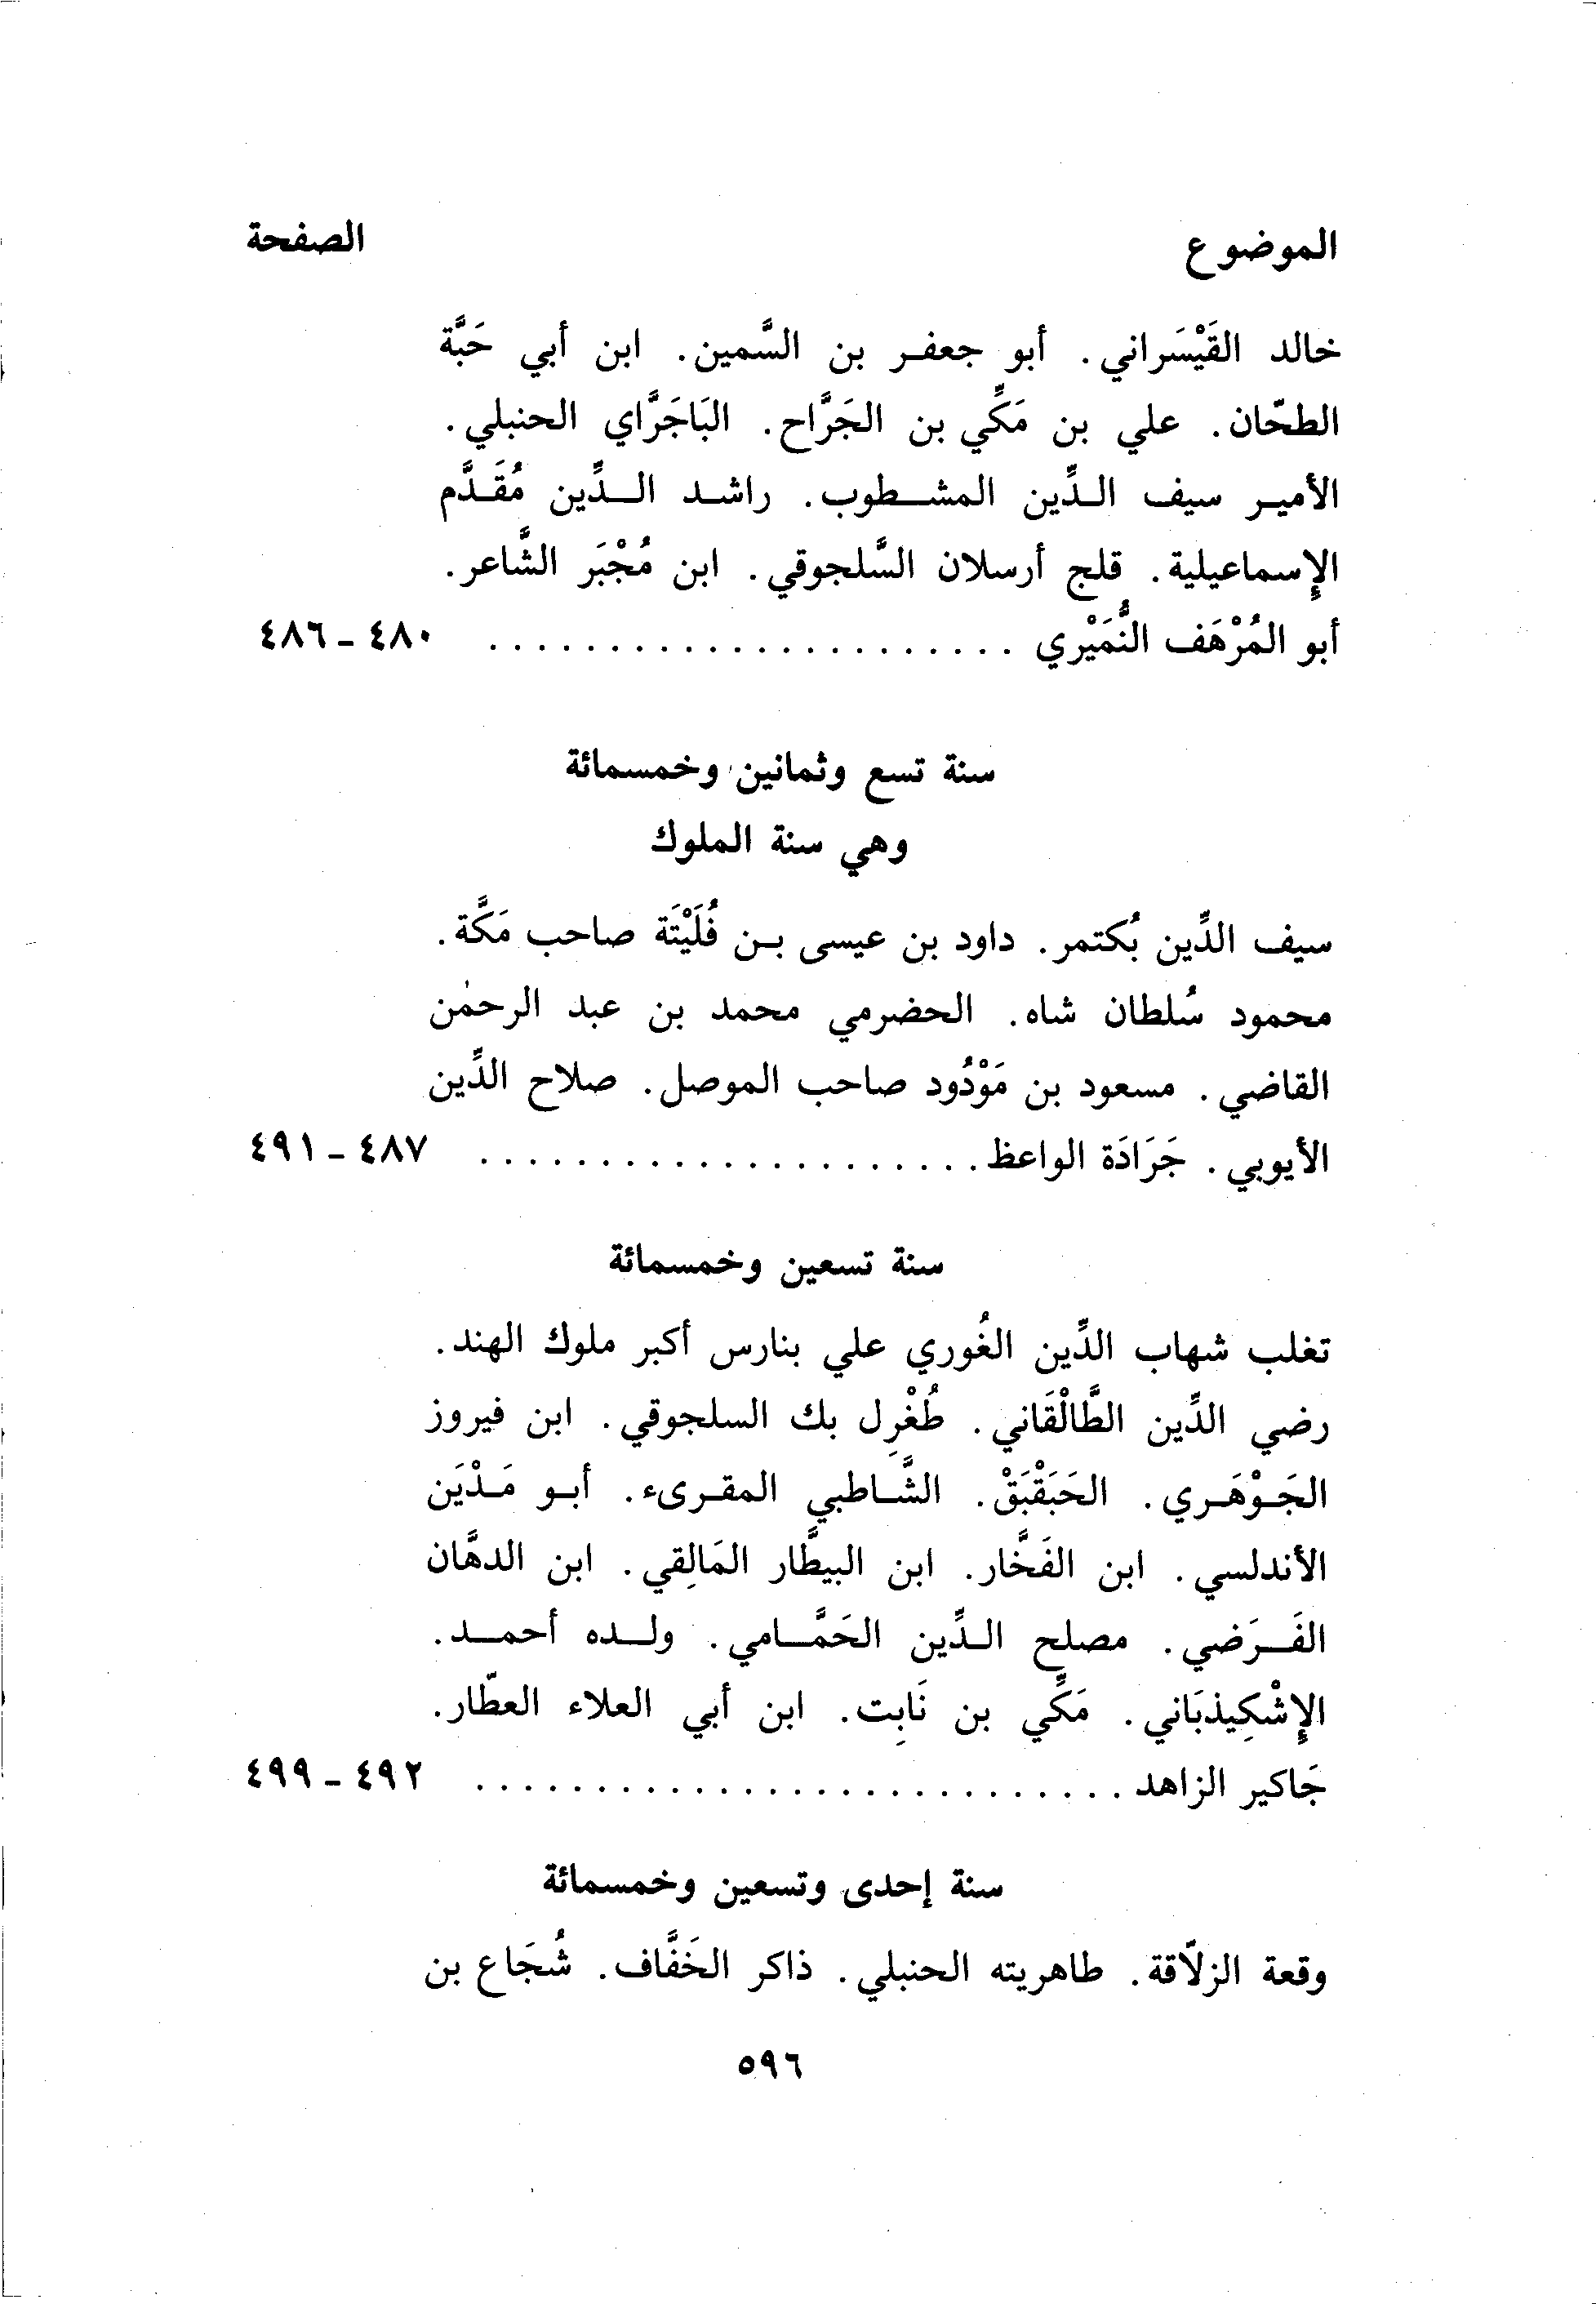 الموضوع الصفحة
خالد القَيْسَراني. أبو جعفر بن السَّمين. ابن أبي حَبَّة
الطحّان. علي بن مَكِّي بن الجَرَّاح. البَاجَرَّاي الحنبلي.
الأمير سيف الدِّين المشطوب. راشد الدِّين مُقَدَّم
الإسماعيلية. قلج أرسلان السَّلجوقي. ابن مُجْبَر الشَّاعر.
أبو المُرْهَف النُّمَيْري ...................... ٤٨٠ - ٤٨٦
سنة تسع وثمانين وخمسمائة
وهي سنة الملوك
سيف الدِّين بُكتمر. داود بن عيسى بن فُلَيْتَة صاحب مَكَّة.
محمود سُلطان شاه. الحضرمي محمد بن عبد الرحمٰن
القاضي. مسعود بن مَوْدُود صاحب الموصل. صلاح الدِّين
الأيوبي. جَرَادَة الواعظ ..................... ٤٨٧ - ٤٩١
سنة تسعين وخمسمائة
تغلب شهاب الدِّين الغُوري علي بنارس أكبر ملوك الهند.
رضي الدِّين الطَّالْقَاني. طُغْرِل بك السلجوقي. ابن فيروز
الجَوْهَري. الحَبَقْبَقْ. الشَّاطبي المقرىء. أبو مَدْيَن
الأندلسي. ابن الفَخَّار. ابن البيطَّار المَالِقي. ابن الدهَّان
الفَرَضي. مصلح الدِّين الحَمَّامي. ولده أحمد.
الإشْكِيذبَاني. مَكِّي بن نَابِت. ابن أبي العلاء العطّار.
جَاكير الزاهد ........................... ٤٩٢ - ٤٩٩
سنة إحدى وتسعين وخمسمائة
وقعة الزلاّقة. طاهريته الحنبلي. ذاكر الخَفَّاف. شُجَاع بن
٥٩٦